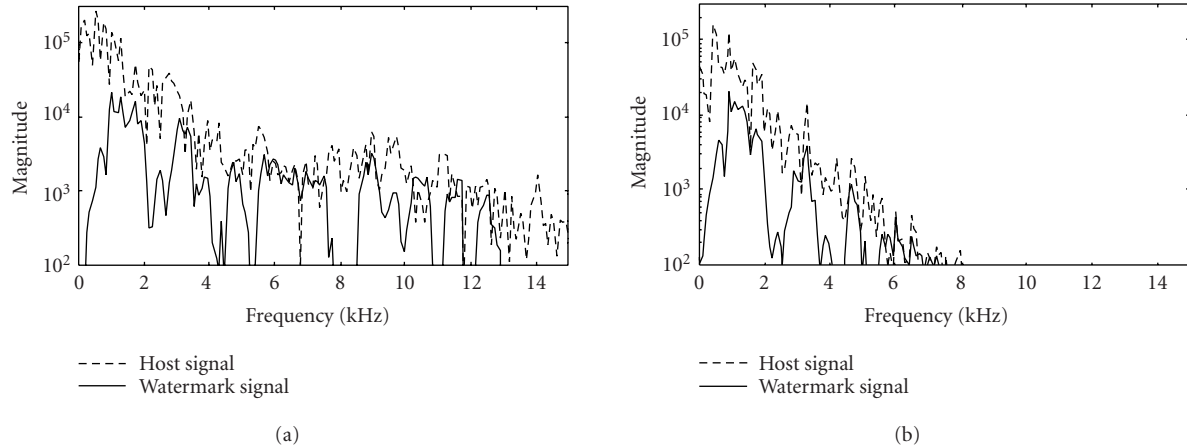 10^5
10^4
10^3
10^2
Magnitude
0 2 4 6 8 10 12 14
Frequency (kHz)
Host signal
Watermark signal
(a)
10^5
10^4
10^3
10^2
Magnitude
0 2 4 6 8 10 12 14
Frequency (kHz)
Host signal
Watermark signal
(b)